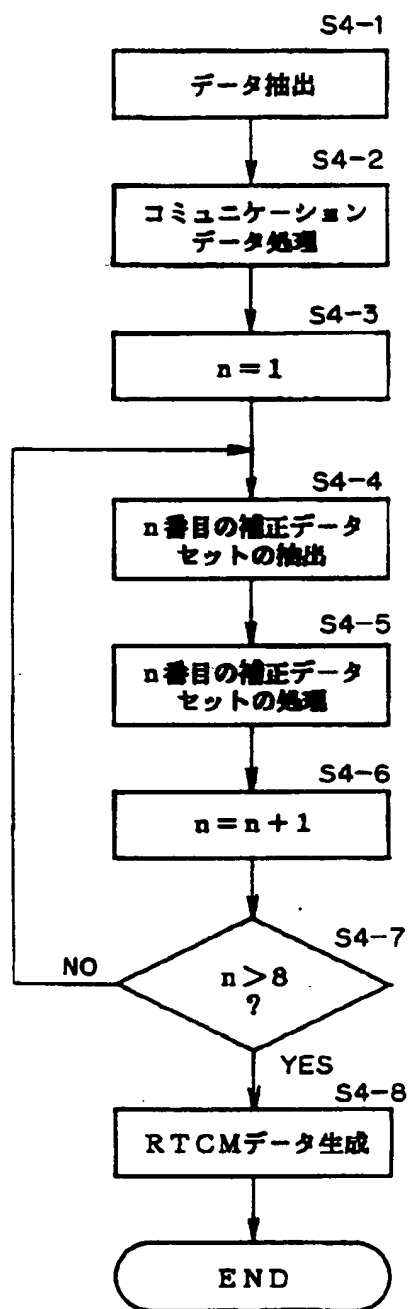 S4-1
データ抽出
S4-2
コミュニケーション
データ処理
S4-3
n=1
S4-4
n番目の補正データ
セットの抽出
S4-5
n番目の補正データ
セットの処理
S4-6
n=n+1
S4-7
n>8
?
NO
YES
S4-8
RTCMデータ生成
END